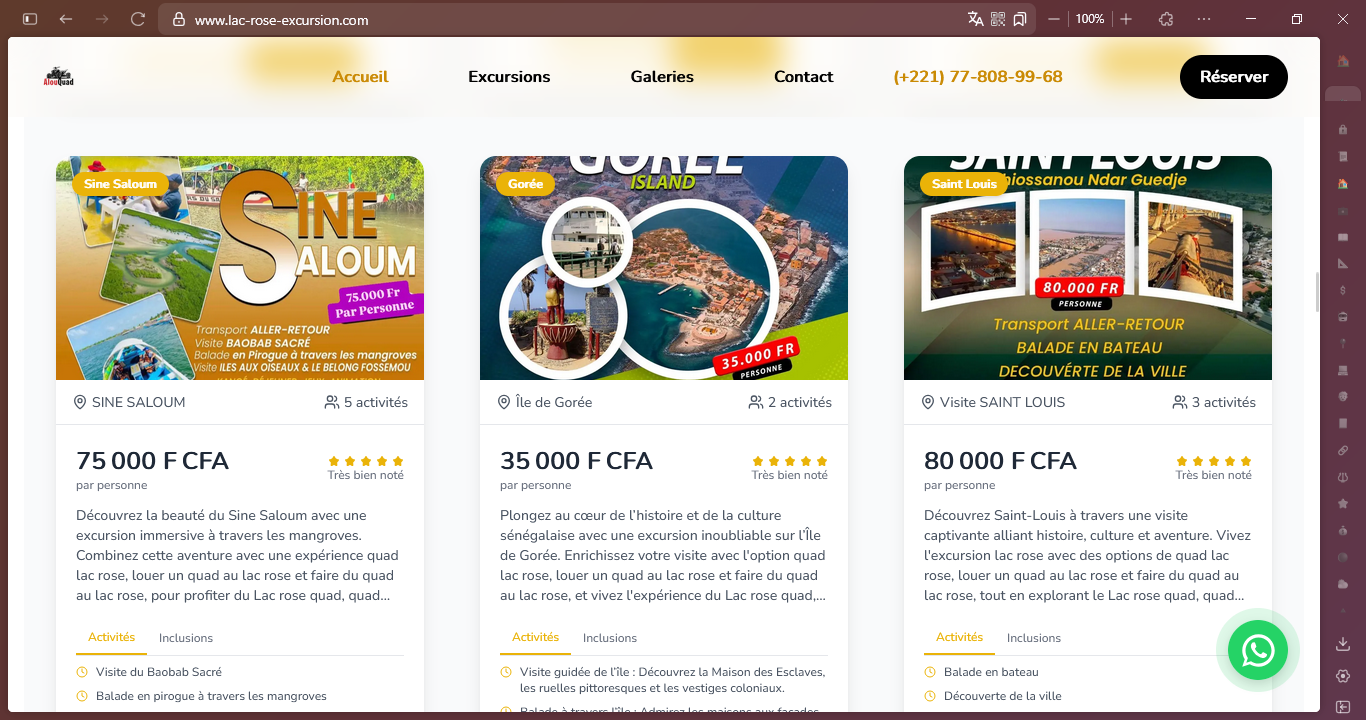 www.lac-rose-excursion.com
100%
AlouQuad
Accueil
Excursions
Galeries
Contact
(+221) 77-808-99-68
Réserver
Sine Saloum
SINE
SALOUM
75.000 Fr
Par Personne
Transport ALLER-RETOUR
Visite BAOBAB SACRÉ
Balade en Pirogue à travers les mangroves
Visite ILES AUX OISEAUX & LE BELONG FOSSEMOU
SINE SALOUM
5 activités
75 000 F CFA
par personne
Très bien noté
Découvrez la beauté du Sine Saloum avec une
excursion immersive à travers les mangroves.
Combinez cette aventure avec une expérience quad
lac rose, louer un quad au lac rose et faire du quad
au lac rose, pour profiter du Lac rose quad, quad...
Activités
Inclusions
Visite du Baobab Sacré
Balade en pirogue à travers les mangroves
Gorée
GORÉE
ISLAND
35.000 FR
PERSONNE
Île de Gorée
2 activités
35 000 F CFA
par personne
Très bien noté
Plongez au cœur de l'histoire et de la culture
sénégalaise avec une excursion inoubliable sur l'Île
de Gorée. Enrichissez votre visite avec l'option quad
lac rose, louer un quad au lac rose et faire du quad
au lac rose, et vivez l'expérience du Lac rose quad,...
Activités
Inclusions
Visite guidée de l'île : Découvrez la Maison des Esclaves,
les ruelles pittoresques et les vestiges coloniaux.
Balade à travers l'île : Admirez les maisons aux façades
Saint Louis
SAINT LOUIS
hiossanou Ndar Guedje
80.000 FR
PERSONNE
Transport ALLER-RETOUR
BALADE EN BATEAU
DECOUVÉRTE DE LA VILLE
Visite SAINT LOUIS
3 activités
80 000 F CFA
par personne
Très bien noté
Découvrez Saint-Louis à travers une visite
captivante alliant histoire, culture et aventure. Vivez
l'excursion lac rose avec des options de quad lac
rose, louer un quad au lac rose et faire du quad au
lac rose, tout en explorant le Lac rose quad, quad...
Activités
Inclusions
Balade en bateau
Découverte de la ville